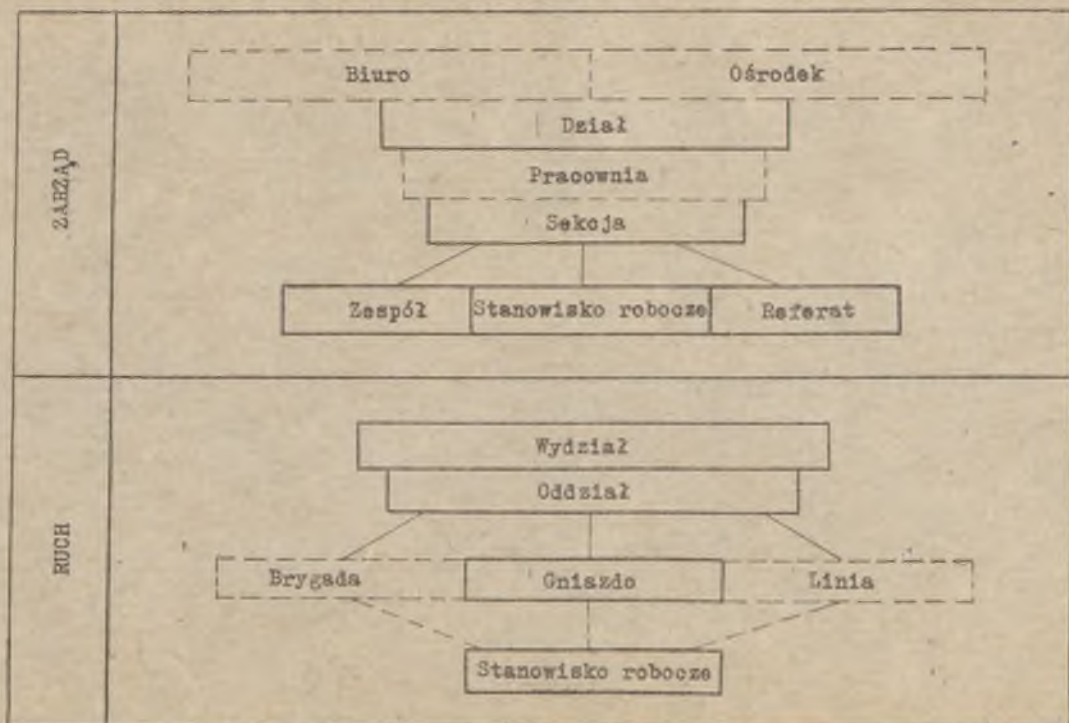 ZARZĄD
Biuro Ośrodek
Dział
Pracownia
Sekcja
Zespół Stanowisko robocze Referat
RUCH
Wydział
Oddział
Brygada Gniazdo Linia
Stanowisko robocze